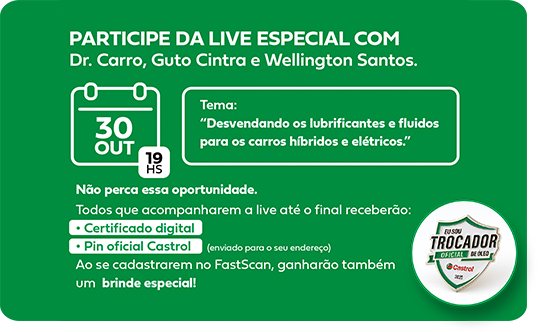 PARTICIPE DA LIVE ESPECIAL COM
Dr. Carro, Guto Cintra e Wellington Santos.
30
OUT
19
HS
Tema:
“Desvendando os lubrificantes e fluidos
para os carros híbridos e elétricos.”
Não perca essa oportunidade.
Todos que acompanharem a live até o final receberão:
• Certificado digital
• Pin oficial Castrol (enviado para o seu endereço)
Ao se cadastrarem no FastScan, ganharão também
um brinde especial!
EU SOU
TROCADOR
OFICIAL DE ÓLEO
Castrol